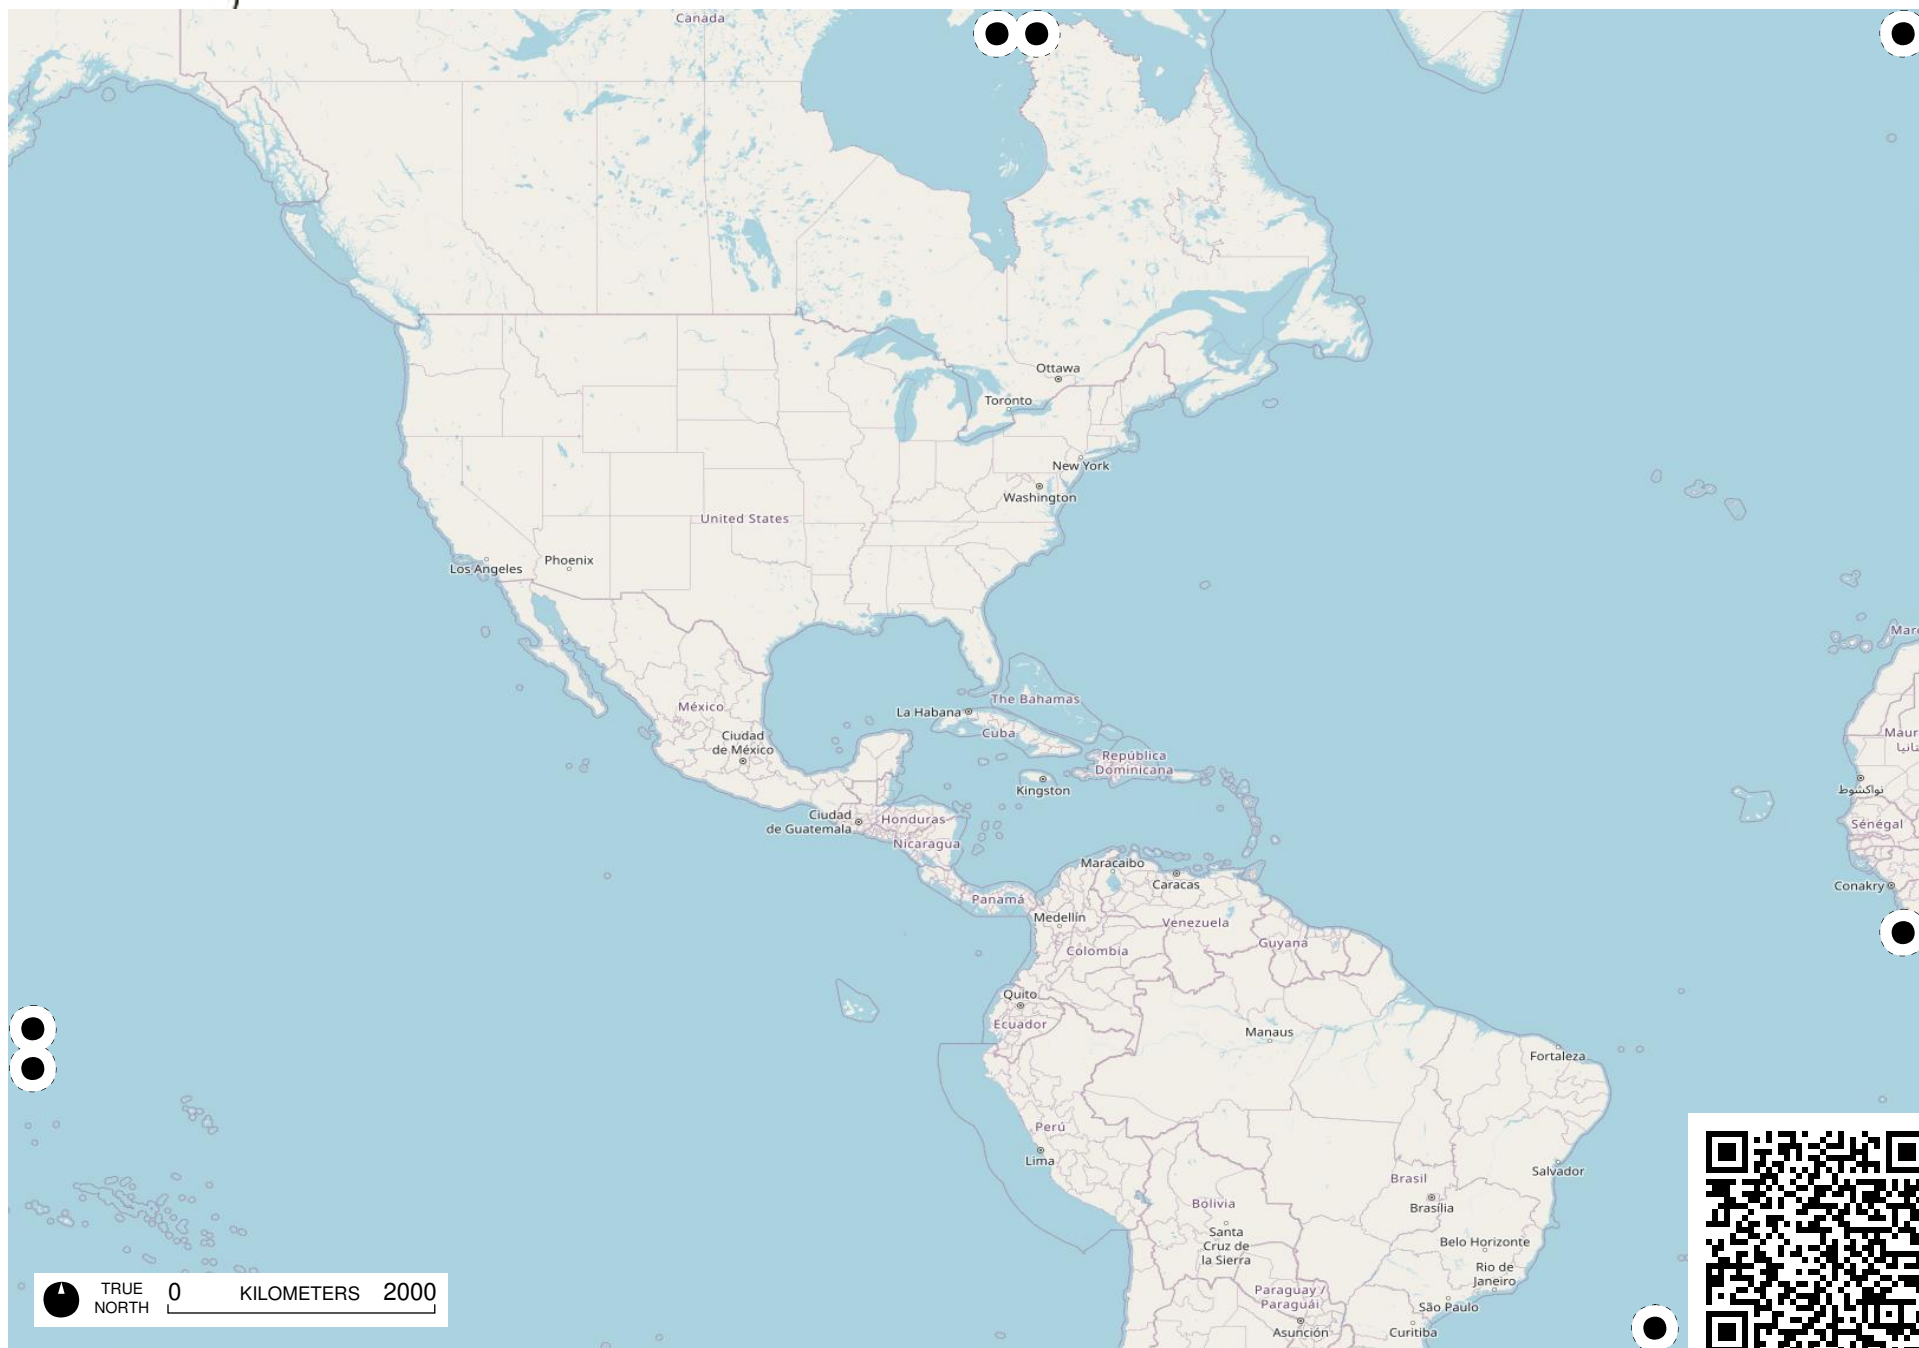 Canada
Ottawa
Toronto
New York
Washington
United States
Los Angeles
Phoenix
México
Ciudad
de México
La Habana
The Bahamas
Cuba
República
Dominicana
Kingston
Ciudad
de Guatemala
Honduras
Nicaragua
نواكشوط
Sénégal
Conakry
Maracaibo
Caracas
Panamá
Medellín
Venezuela
Guyana
Colombia
Quito
Ecuador
Manaus
Fortaleza
Perú
Lima
Salvador
Brasil
Brasília
Bolivia
Santa
Cruz de
la Sierra
Belo Horizonte
Rio de
Janeiro
Paraguay /
Paraguái
São Paulo
Asunción
Curitiba
TRUE
NORTH
0 KILOMETERS 2000